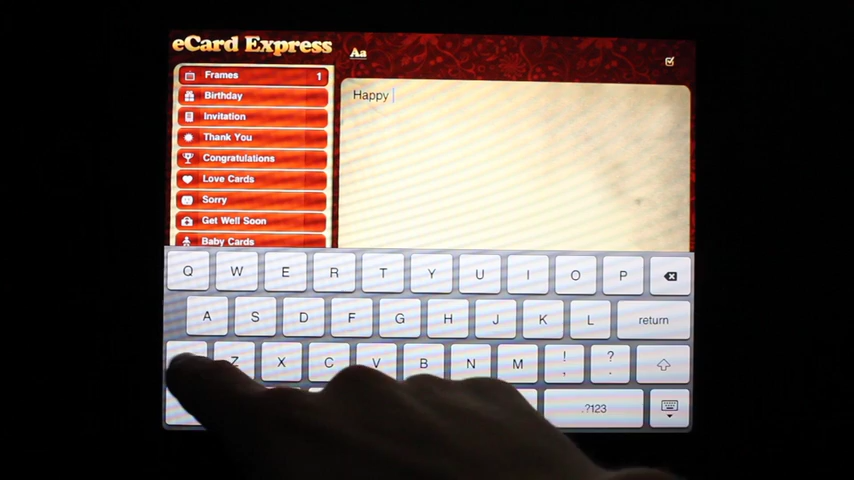 eCard Express
Aa
Frames 1
Birthday
Invitation
Thank You
Congratulations
Love Cards
Sorry
Get Well Soon
Baby Cards
Happy
Q W E R T Y U I O P
A S D F G H J K L return
Z X C V B N M ! , ? .
.?123